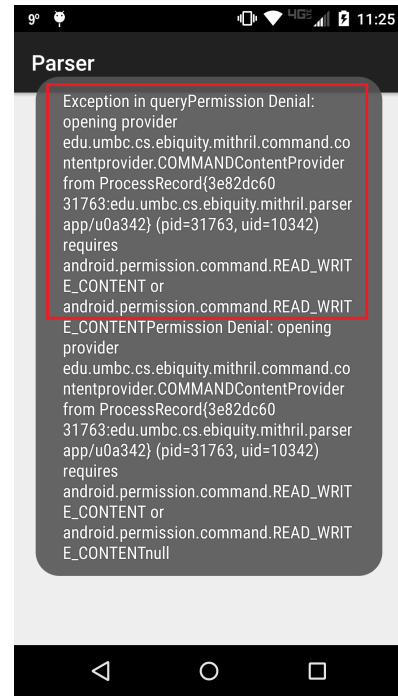 9° 4G 11:25
Parser
Exception in queryPermission Denial:
opening provider
edu.umbc.cs.ebiquity.mithril.command.co
ntentprovider.COMMANDContentProvider
from ProcessRecord{3e82dc60
31763:edu.umbc.cs.ebiquity.mithril.parser
app/u0a342} (pid=31763, uid=10342)
requires
android.permission.command.READ_WRIT
E_CONTENT or
android.permission.command.READ_WRIT
E_CONTENTPermission Denial: opening
provider
edu.umbc.cs.ebiquity.mithril.command.co
ntentprovider.COMMANDContentProvider
from ProcessRecord{3e82dc60
31763:edu.umbc.cs.ebiquity.mithril.parser
app/u0a342} (pid=31763, uid=10342)
requires
android.permission.command.READ_WRIT
E_CONTENT or
android.permission.command.READ_WRIT
E_CONTENTnull